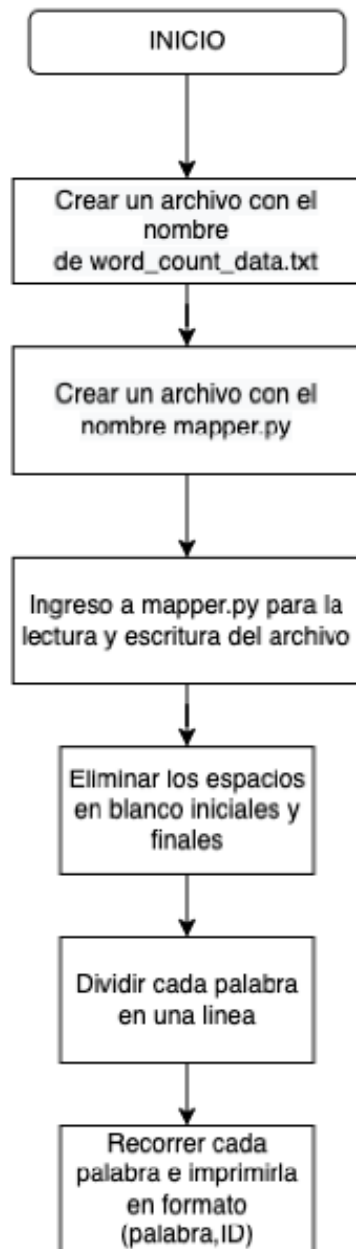 INICIO
Crear un archivo con el
nombre
de word_count_data.txt
Crear un archivo con el
nombre mapper.py
Ingreso a mapper.py para la
lectura y escritura del archivo
Eliminar los espacios
en blanco iniciales y
finales
Dividir cada palabra
en una linea
Recorrer cada
palabra e imprimirla
en formato
(palabra,ID)